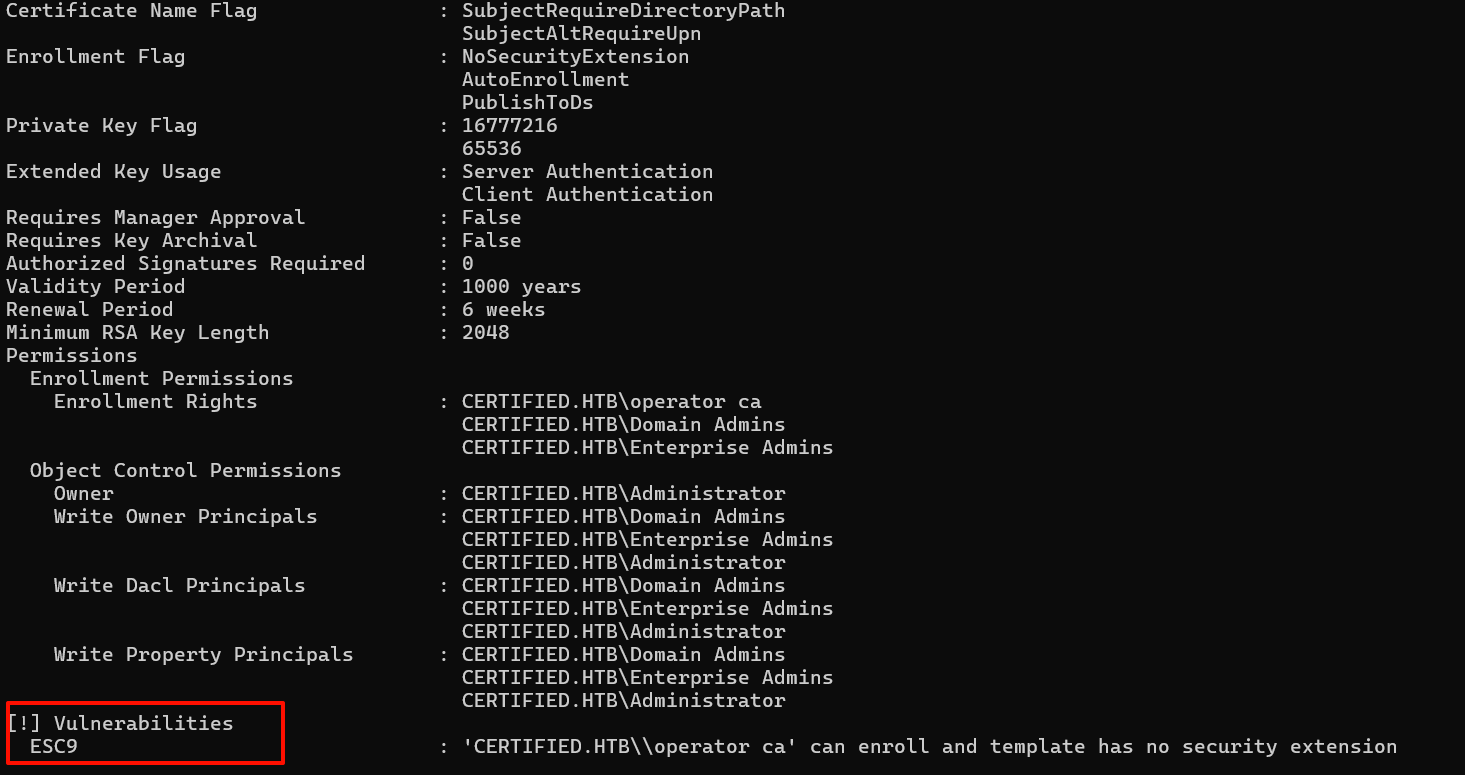 Certificate Name Flag : SubjectRequireDirectoryPath
SubjectAltRequireUpn
Enrollment Flag : NoSecurityExtension
AutoEnrollment
PublishToDs
Private Key Flag : 16777216
65536
Extended Key Usage : Server Authentication
Client Authentication
Requires Manager Approval : False
Requires Key Archival : False
Authorized Signatures Required : 0
Validity Period : 1000 years
Renewal Period : 6 weeks
Minimum RSA Key Length : 2048
Permissions
Enrollment Permissions
Enrollment Rights : CERTIFIED.HTB\operator ca
CERTIFIED.HTB\Domain Admins
CERTIFIED.HTB\Enterprise Admins
Object Control Permissions
Owner : CERTIFIED.HTB\Administrator
Write Owner Principals : CERTIFIED.HTB\Domain Admins
CERTIFIED.HTB\Enterprise Admins
CERTIFIED.HTB\Administrator
Write Dacl Principals : CERTIFIED.HTB\Domain Admins
CERTIFIED.HTB\Enterprise Admins
CERTIFIED.HTB\Administrator
Write Property Principals : CERTIFIED.HTB\Domain Admins
CERTIFIED.HTB\Enterprise Admins
CERTIFIED.HTB\Administrator
[!] Vulnerabilities
ESC9 : 'CERTIFIED.HTB\\operator ca' can enroll and template has no security extension